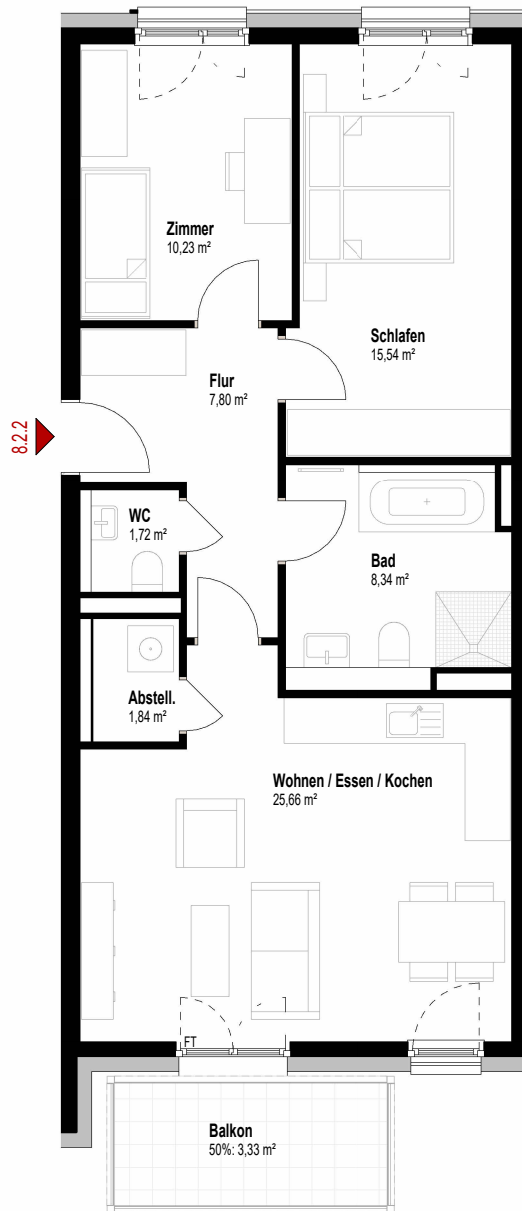 Zimmer
10,23 m²
Schlafen
15,54 m²
Flur
7,80 m²
8.2.2
WC
1,72 m²
Bad
8,34 m²
Abstell.
1,84 m²
Wohnen / Essen / Kochen
25,66 m²
FT
Balkon
50%: 3,33 m²